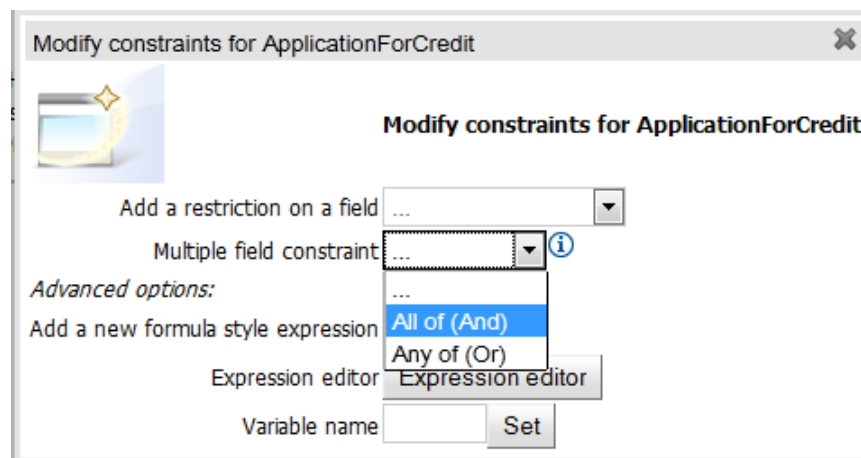 Modify constraints for ApplicationForCredit
Modify constraints for ApplicationForCredit
Add a restriction on a field ...
Multiple field constraint ...
Advanced options:
...
Add a new formula style expression All of (And)
Any of (Or)
Expression editor Expression editor
Variable name Set